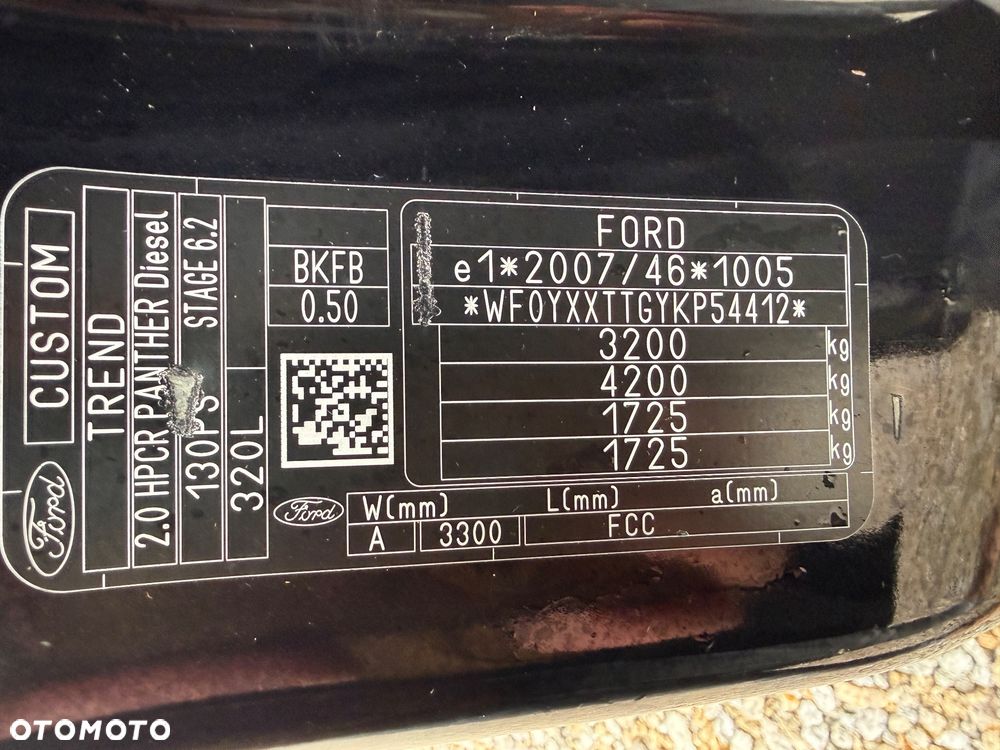 Ford
CUSTOM
TREND
2.0 HPCR PANTHER Diesel
130PS STAGE 6.2
320L
BKFB
0.50
FORD
e1*2007/46*1005
*WF0YXXTTGYKP54412*
3200 kg
4200 kg
1725 kg
1725 kg
Ford
W(mm) L(mm) a(mm)
A 3300 FCC
OTOMOTO